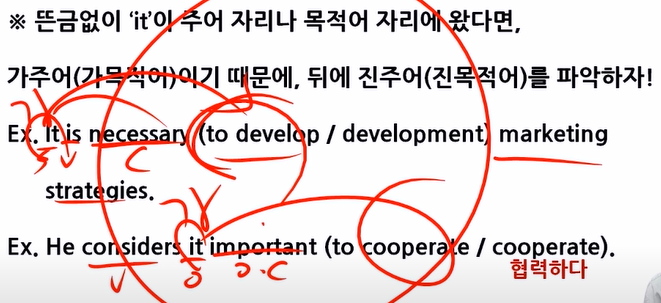 ※ 뜬금없이 ‘it’이 주어 자리나 목적어 자리에 왔다면,
가주어(가목적어)이기 때문에, 뒤에 진주어(진목적어)를 파악하자!
Ex. It is necessary (to develop / development) marketing
strategies.
Ex. He considers it important (to cooperate / cooperate).
협력하다